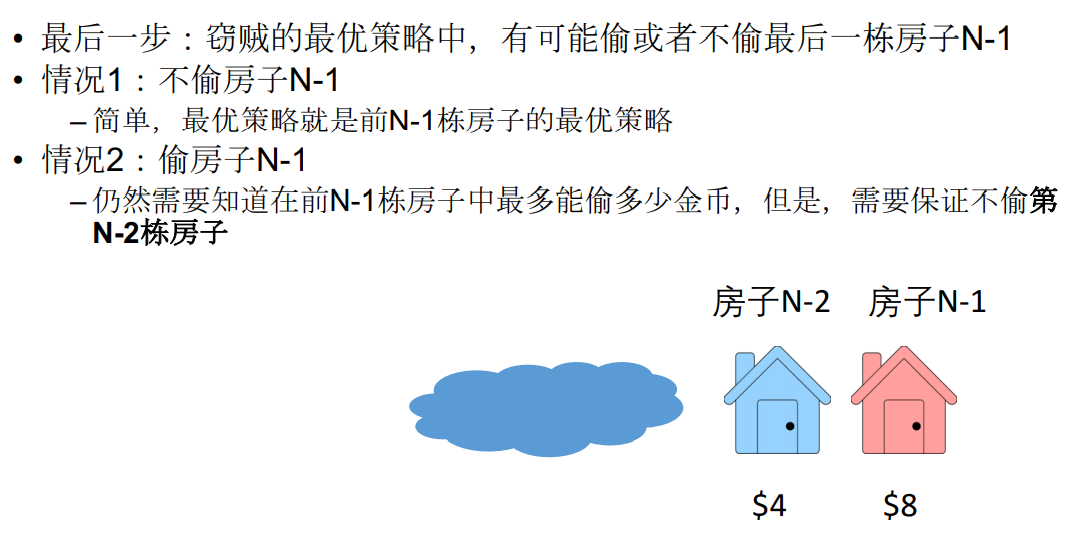 • 最后一步：窃贼的最优策略中，有可能偷或者不偷最后一栋房子N-1
• 情况1：不偷房子N-1
– 简单，最优策略就是前N-1栋房子的最优策略
• 情况2：偷房子N-1
– 仍然需要知道在前N-1栋房子中最多能偷多少金币，但是，需要保证不偷第
N-2栋房子
房子N-2 房子N-1
$4 $8